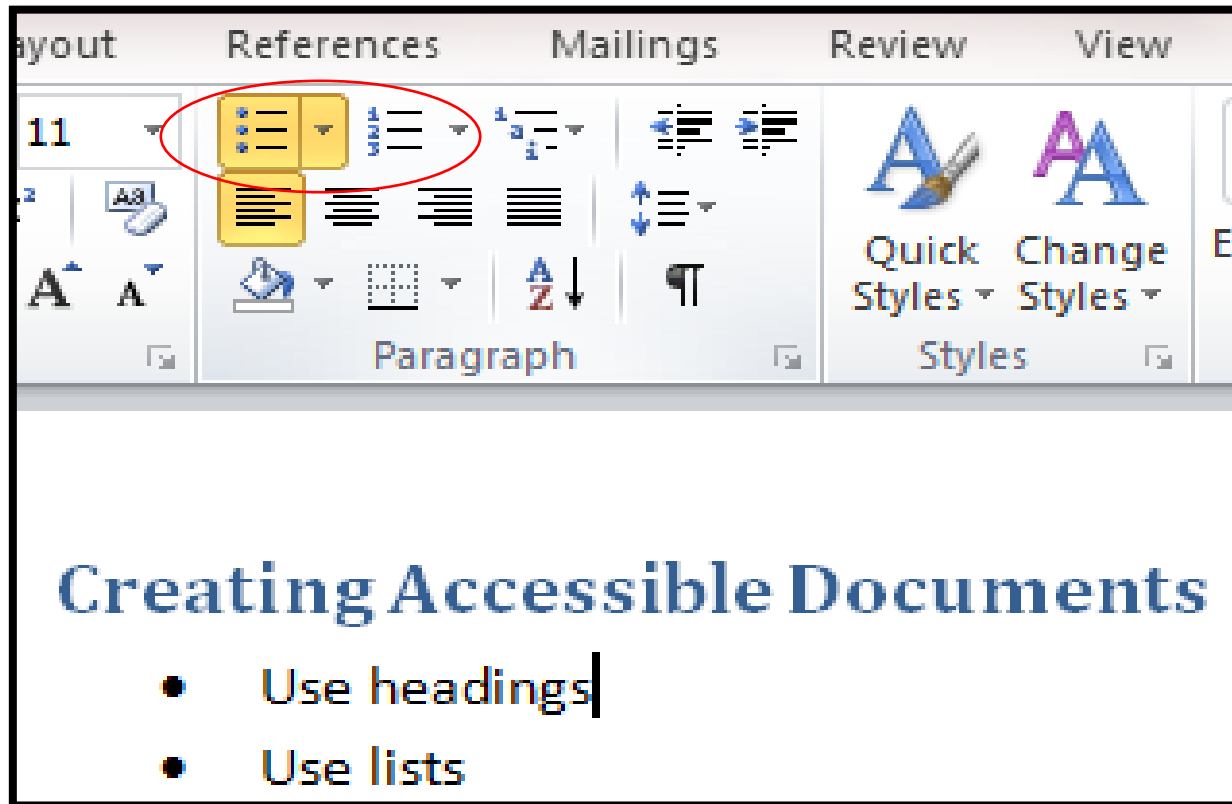 ayout References Mailings Review View
11
Aa
A A
Quick Styles
Change Styles
E
Paragraph
Styles
Creating Accessible Documents
• Use headings
• Use lists